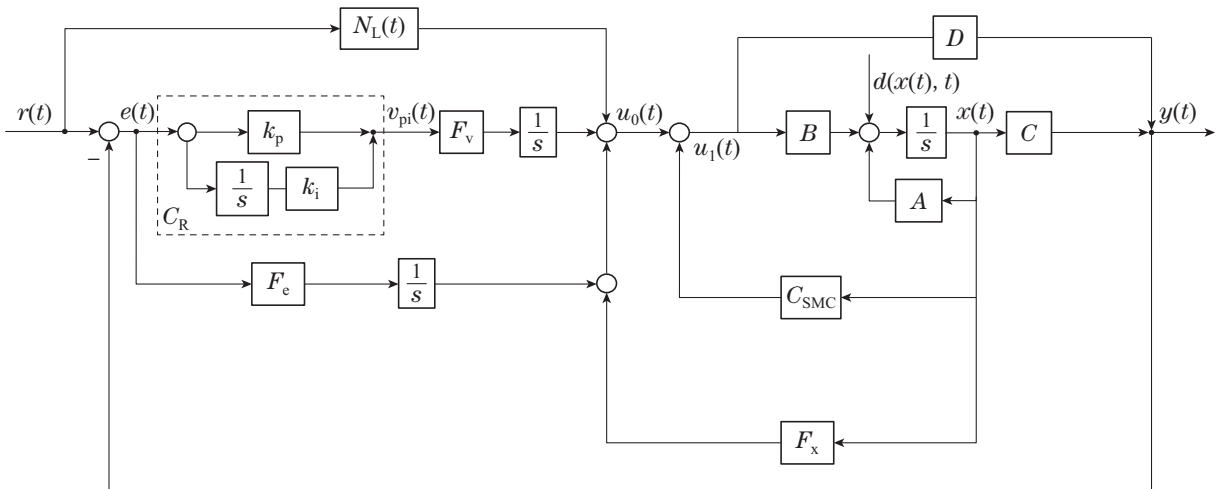 N_L(t)
D
d(x(t), t)
r(t)
e(t)
v_pi(t)
u_0(t)
x(t)
y(t)
k_p
F_v
1/s
u_1(t)
B
1/s
C
−
1/s
k_i
C_R
A
F_e
1/s
C_SMC
F_x